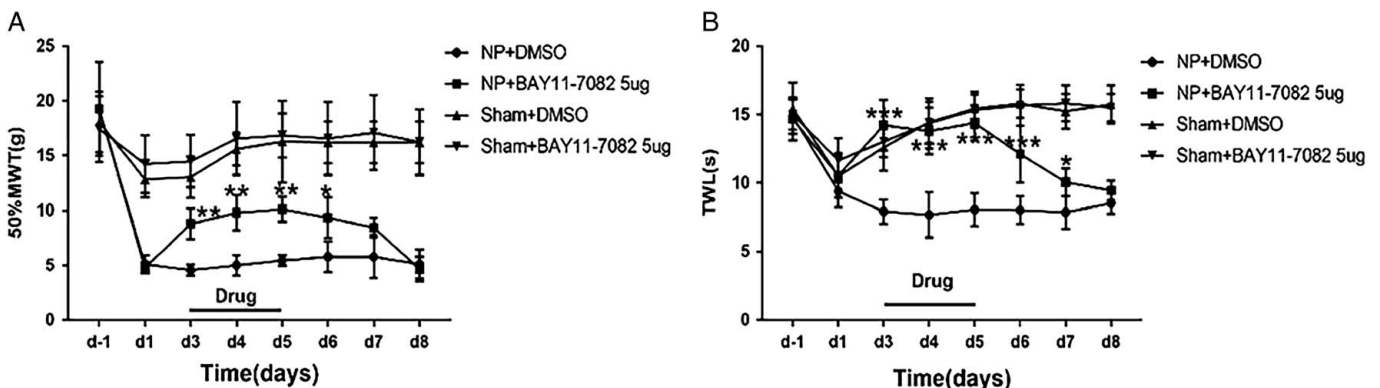 A
25
20
15
10
5
0
50%MWT(g)
NP+DMSO
NP+BAY11-7082 5ug
Sham+DMSO
Sham+BAY11-7082 5ug
**
**
**
*
Drug
d-1 d1 d3 d4 d5 d6 d7 d8
Time(days)
B
20
15
10
5
0
TWL(s)
NP+DMSO
NP+BAY11-7082 5ug
Sham+DMSO
Sham+BAY11-7082 5ug
***
***
***
***
*
Drug
d-1 d1 d3 d4 d5 d6 d7 d8
Time(days)